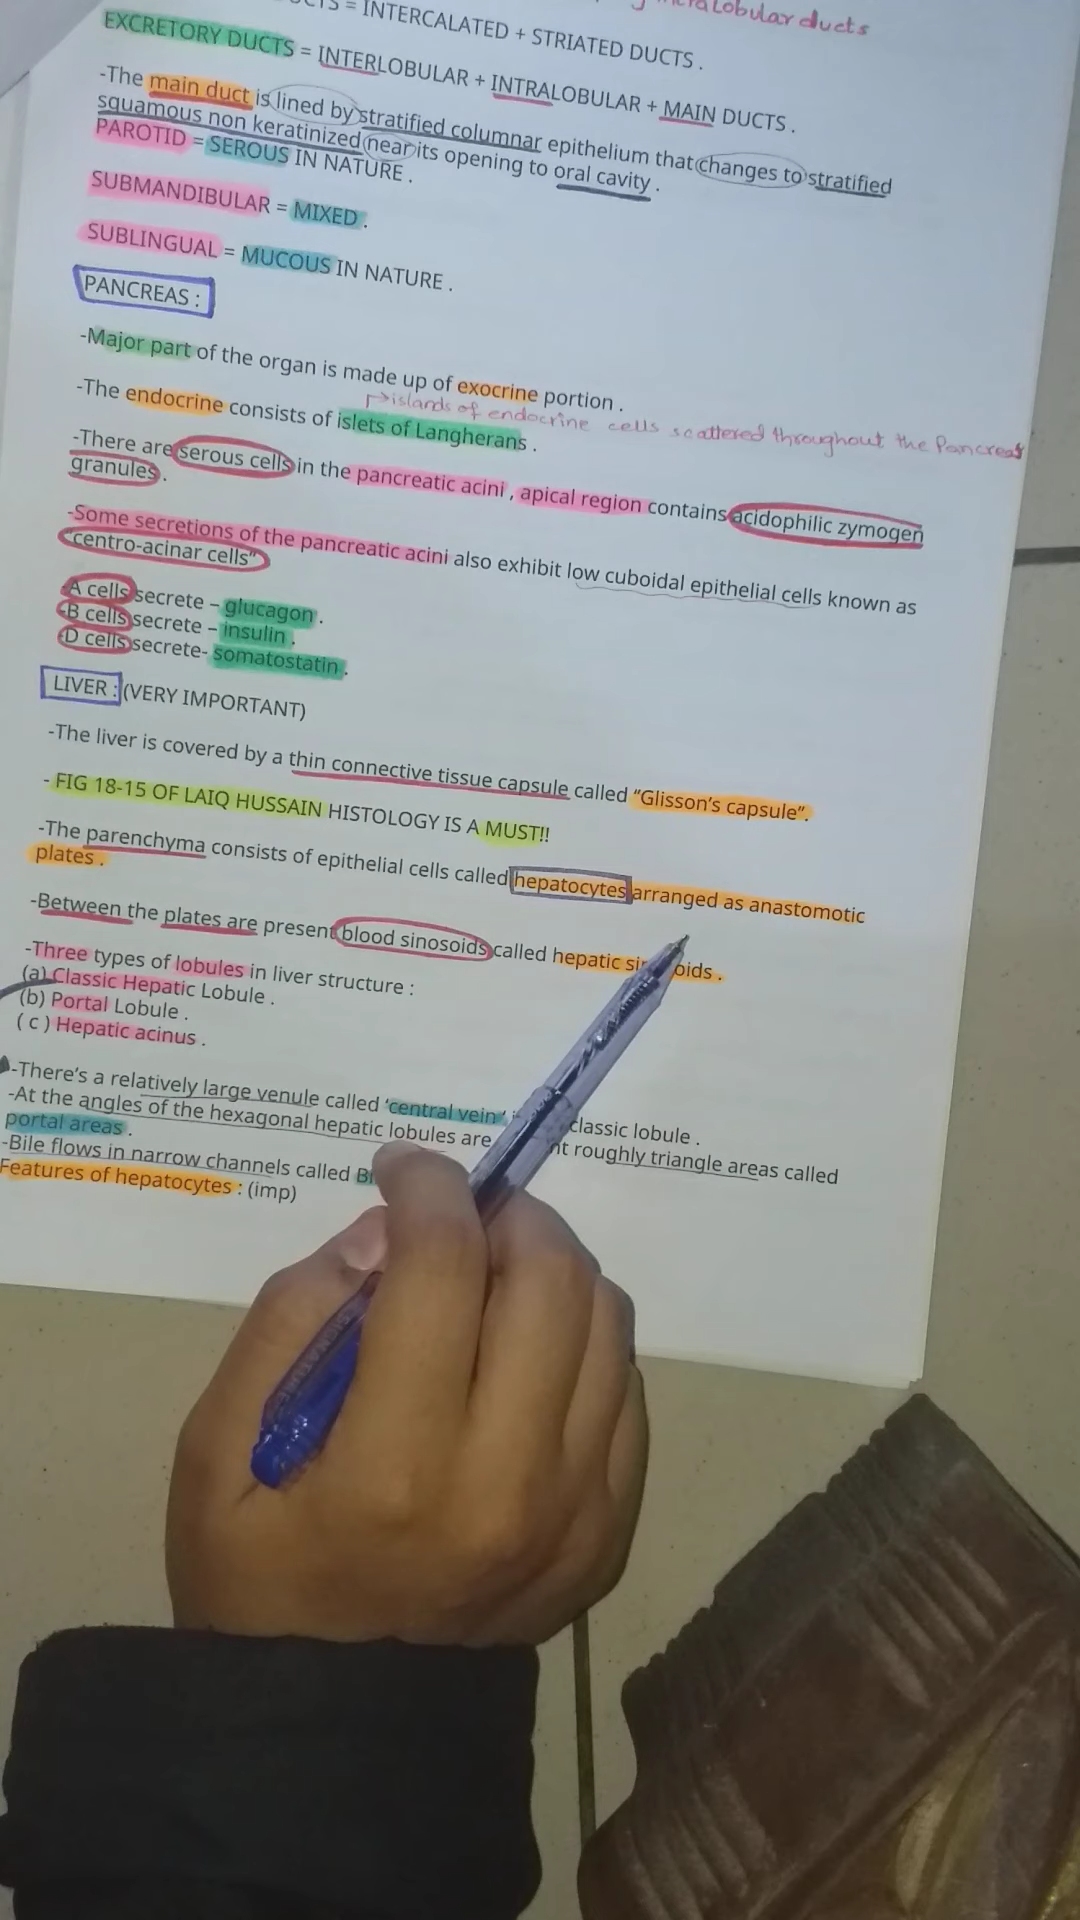 intralobular ducts
= INTERCALATED + STRIATED DUCTS .
EXCRETORY DUCTS = INTERLOBULAR + INTRALOBULAR + MAIN DUCTS .
-The main duct is lined by stratified columnar epithelium that changes to stratified
squamous non keratinized near its opening to oral cavity .
PAROTID = SEROUS IN NATURE .
SUBMANDIBULAR = MIXED .
SUBLINGUAL = MUCOUS IN NATURE .
PANCREAS :
-Major part of the organ is made up of exocrine portion .
→islands of endocrine cells scattered throughout the Pancreas
-The endocrine consists of islets of Langherans .
-There are serous cells in the pancreatic acini , apical region contains acidophilic zymogen
granules .
-Some secretions of the pancreatic acini also exhibit low cuboidal epithelial cells known as
"centro-acinar cells"
-A cells secrete – glucagon .
-B cells secrete – insulin .
-D cells secrete- somatostatin .
LIVER : (VERY IMPORTANT)
-The liver is covered by a thin connective tissue capsule called “Glisson’s capsule”.
- FIG 18-15 OF LAIQ HUSSAIN HISTOLOGY IS A MUST!!
-The parenchyma consists of epithelial cells called hepatocytes arranged as anastomotic
plates .
-Between the plates are present blood sinosoids called hepatic oids .
-Three types of lobules in liver structure :
(a) Classic Hepatic Lobule .
(b) Portal Lobule .
( c ) Hepatic acinus .
-There’s a relatively large venule called ‘central vein ’ classic lobule .
-At the angles of the hexagonal hepatic lobules are roughly triangle areas called
portal areas .
-Bile flows in narrow channels called
Features of hepatocytes : (imp)
SIGNATURE